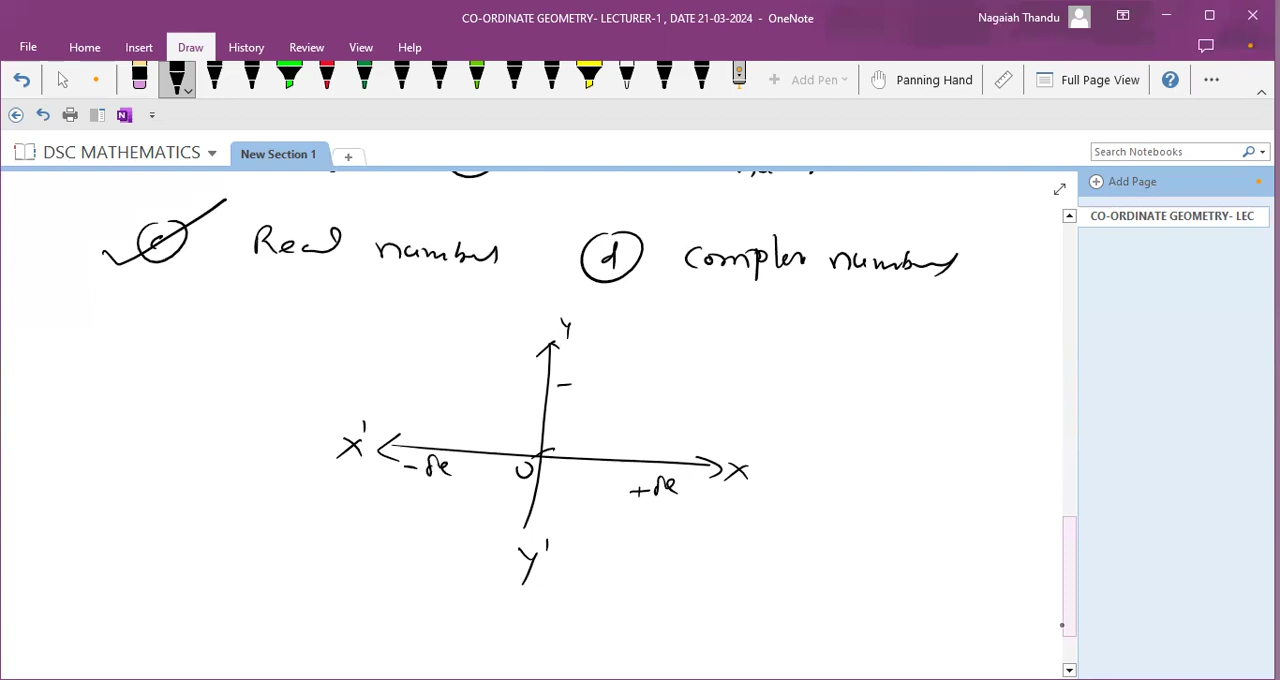 CO-ORDINATE GEOMETRY- LECTURER-1 , DATE 21-03-2024 - OneNote
Nagaiah Thandu
File Home Insert Draw History Review View Help
Add Pen Panning Hand Full Page View
DSC MATHEMATICS New Section 1
Search Notebooks
Add Page
CO-ORDINATE GEOMETRY- LEC
Real number (d) complex number
Y
X' X
-ve O +ve
Y'